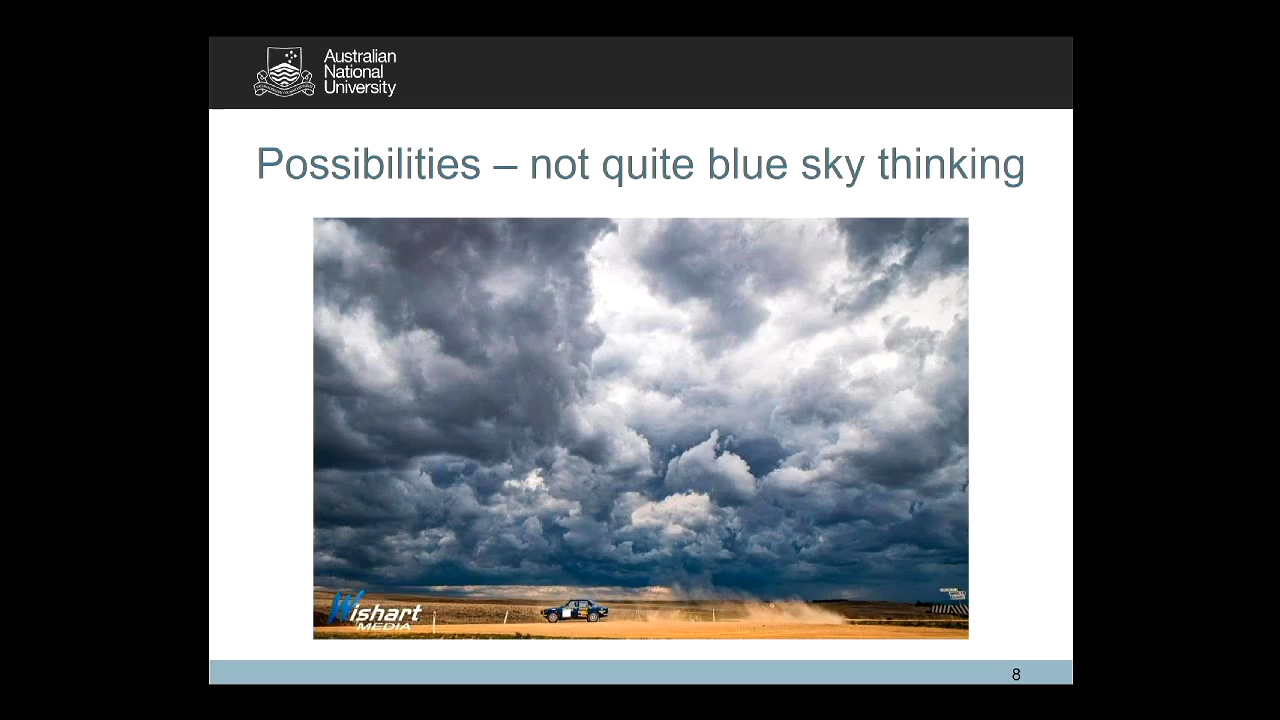 Australian
National
University
Possibilities – not quite blue sky thinking
Wishart
MEDIA
8